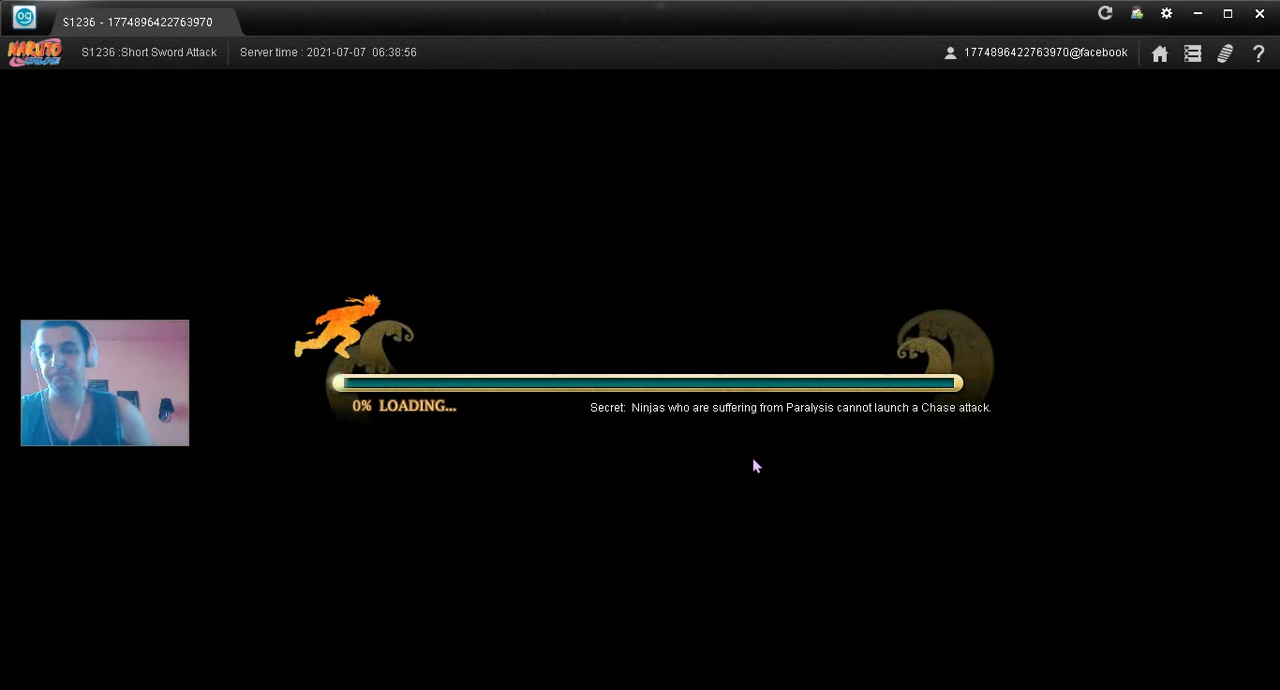 S1236 - 1774896422763970
NARUTO
ONLINE
S1236 :Short Sword Attack
Server time : 2021-07-07 06:38:56
1774896422763970@facebook
?
0% LOADING...
Secret: Ninjas who are suffering from Paralysis cannot launch a Chase attack.